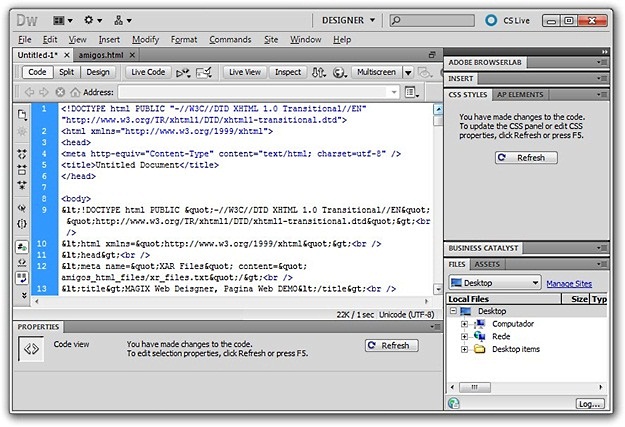 Dw DESIGNER CS Live
File Edit View Insert Modify Format Commands Site Window Help
Untitled-1* amigos.html
Code Split Design Live Code Live View Inspect Multiscreen
Address:
1 <!DOCTYPE html PUBLIC "-//W3C//DTD XHTML 1.0 Transitional//EN"
"http://www.w3.org/TR/xhtml1/DTD/xhtml1-transitional.dtd">
2 <html xmlns="http://www.w3.org/1999/xhtml">
3 <head>
4 <meta http-equiv="Content-Type" content="text/html; charset=utf-8" />
5 <title>Untitled Document</title>
6 </head>
7
8 <body>
9 &lt;!DOCTYPE html PUBLIC &quot;-//W3C//DTD XHTML 1.0 Transitional//EN&quot;
&quot;http://www.w3.org/TR/xhtml1/DTD/xhtml1-transitional.dtd&quot;&gt;<br
/>
10 &lt;html xmlns=&quot;http://www.w3.org/1999/xhtml&quot;&gt;<br />
11 &lt;head&gt;<br />
12 &lt;meta name=&quot;XAR Files&quot; content=&quot;
amigos_html_files/xr_files.txt&quot;/&gt;<br />
13 &lt;title&gt;MAGIX Web Deisgner, Pagina Web DEMO&lt;/title&gt;<br />
22K / 1 sec Unicode (UTF-8)
PROPERTIES
Code view
You have made changes to the code.
To edit selection properties, click Refresh or press F5.
Refresh
ADOBE BROWSERLAB
INSERT
CSS STYLES AP ELEMENTS
You have made changes to the code.
To update the CSS panel or edit CSS
properties, click Refresh or press F5.
Refresh
BUSINESS CATALYST
FILES ASSETS
Desktop Manage Sites
Local Files Size Typ
Desktop
Computador
Rede
Desktop items
Log...